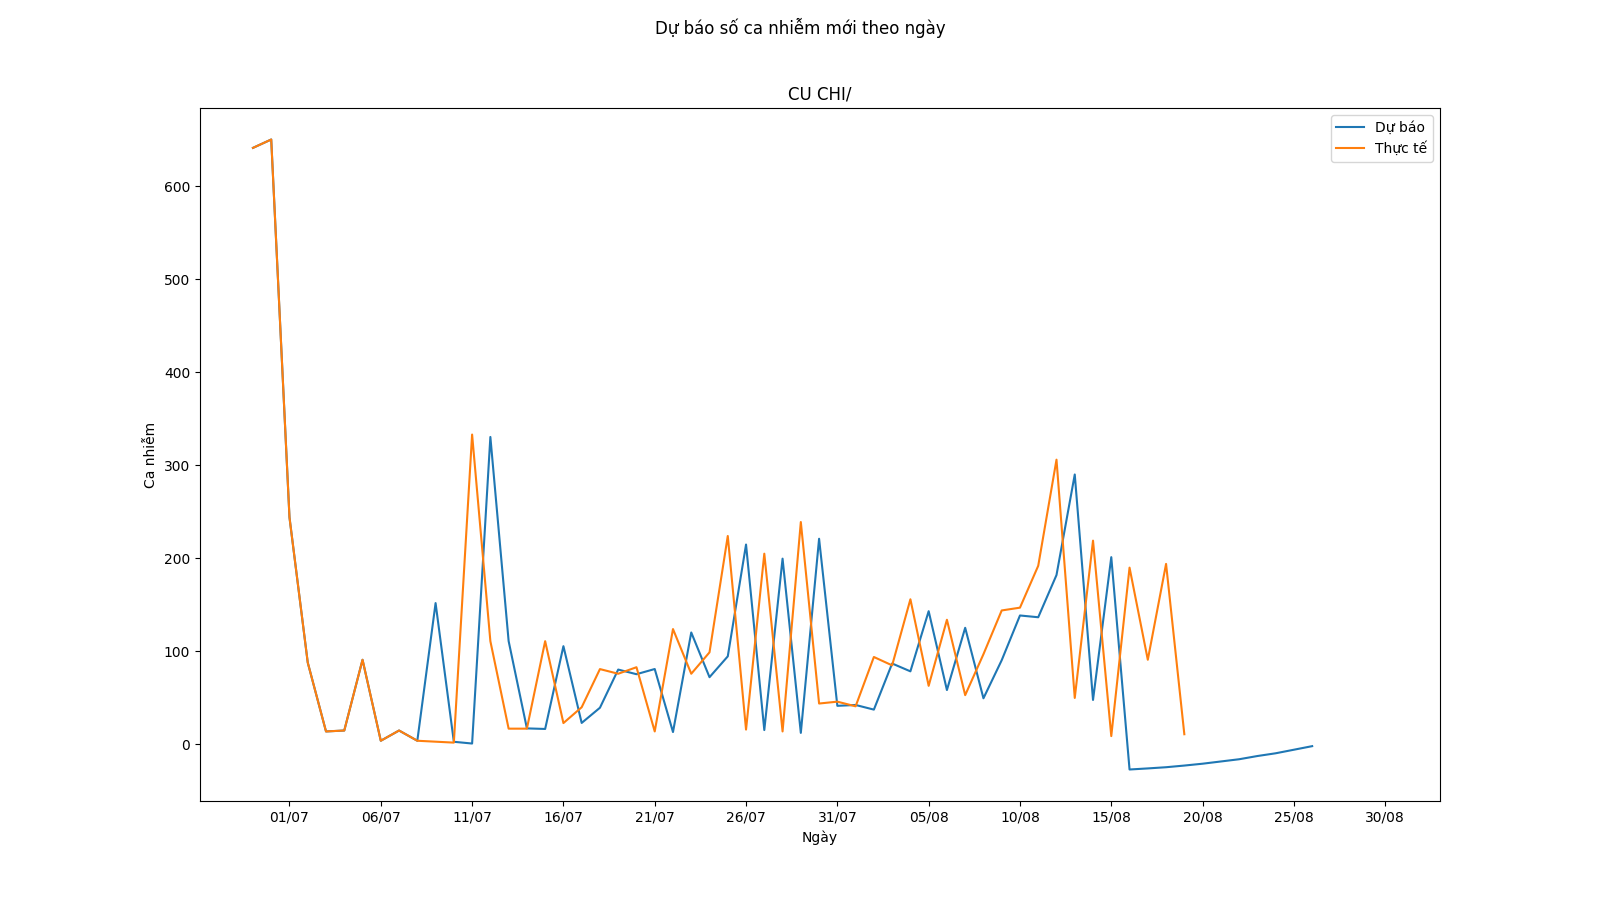 Dự báo số ca nhiễm mới theo ngày
CU CHI/
Dự báo
Thực tế
600
500
400
300
200
100
0
Ca nhiễm
01/07 06/07 11/07 16/07 21/07 26/07 31/07 05/08 10/08 15/08 20/08 25/08 30/08
Ngày